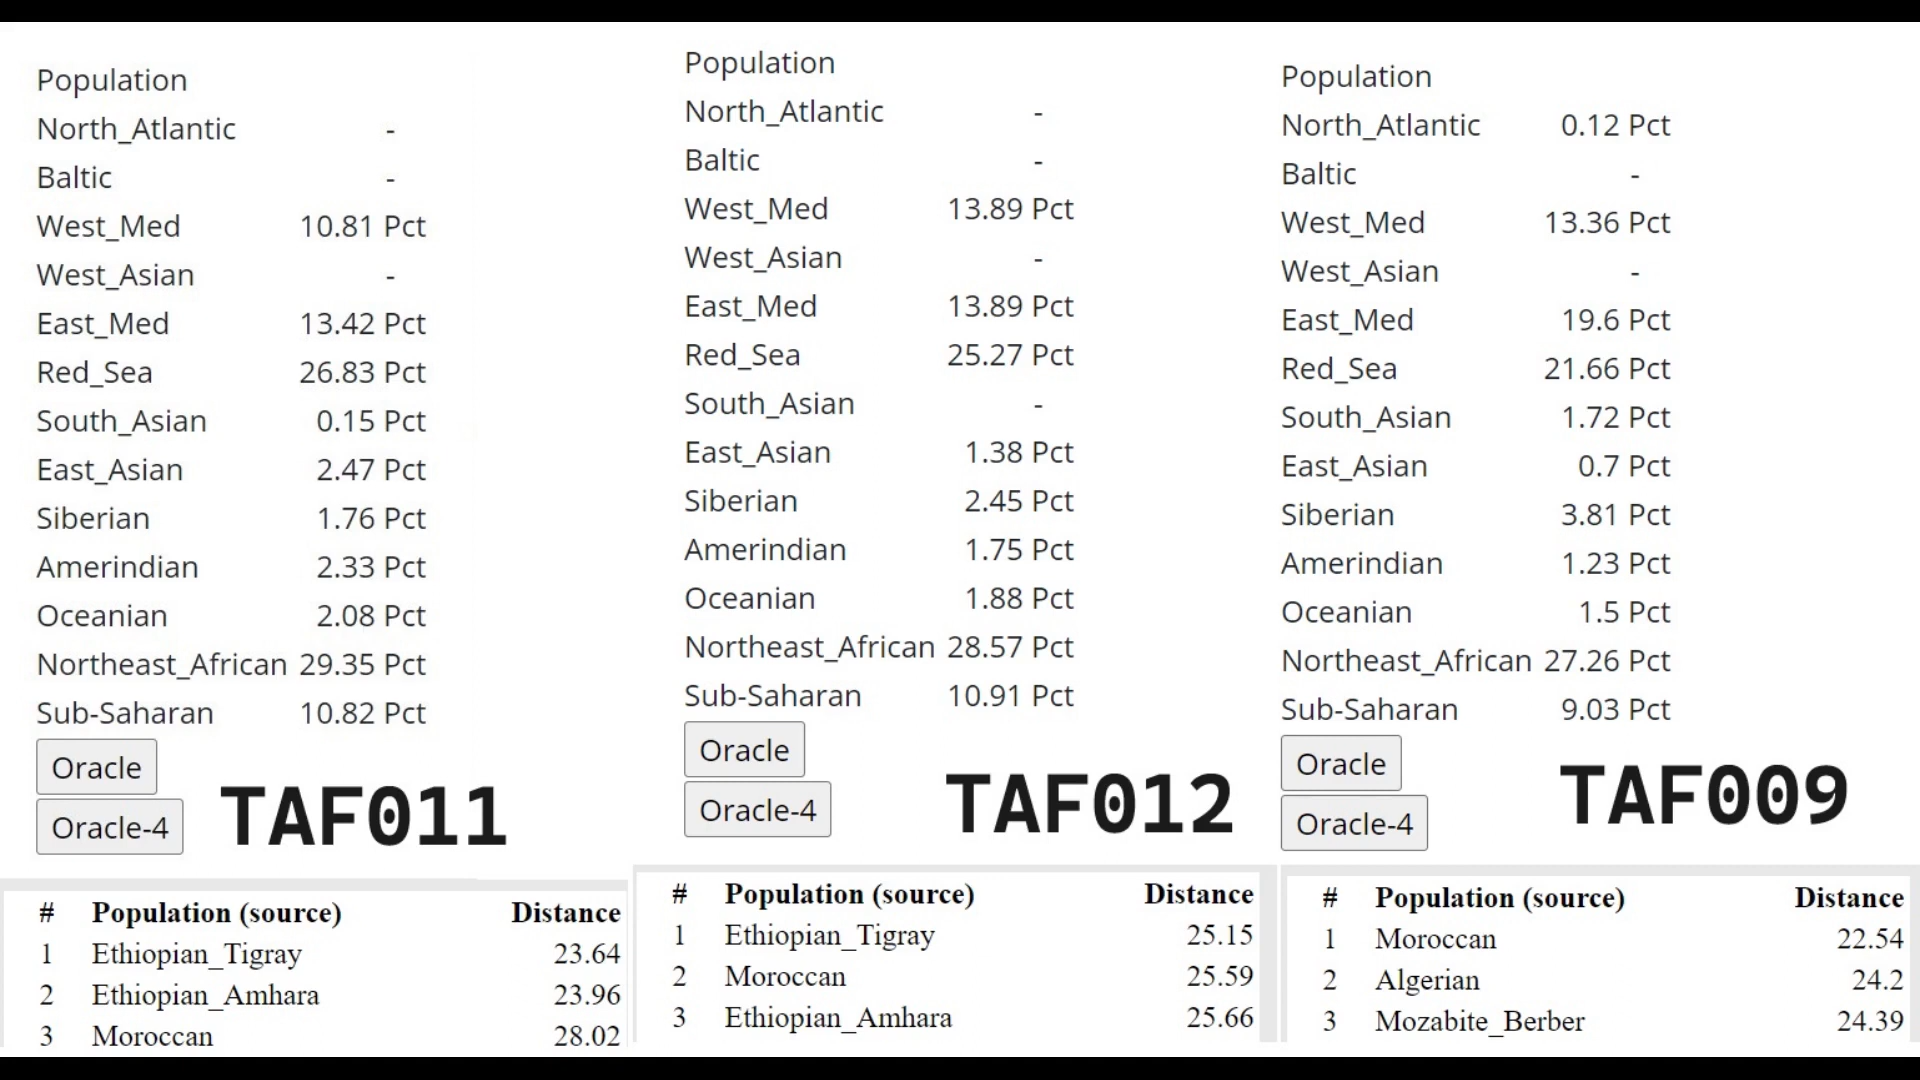 Population
North_Atlantic -
Baltic -
West_Med 10.81 Pct
West_Asian -
East_Med 13.42 Pct
Red_Sea 26.83 Pct
South_Asian 0.15 Pct
East_Asian 2.47 Pct
Siberian 1.76 Pct
Amerindian 2.33 Pct
Oceanian 2.08 Pct
Northeast_African 29.35 Pct
Sub-Saharan 10.82 Pct
Oracle
Oracle-4
TAF011
# Population (source) Distance
1 Ethiopian_Tigray 23.64
2 Ethiopian_Amhara 23.96
3 Moroccan 28.02
Population
North_Atlantic -
Baltic -
West_Med 13.89 Pct
West_Asian -
East_Med 13.89 Pct
Red_Sea 25.27 Pct
South_Asian -
East_Asian 1.38 Pct
Siberian 2.45 Pct
Amerindian 1.75 Pct
Oceanian 1.88 Pct
Northeast_African 28.57 Pct
Sub-Saharan 10.91 Pct
Oracle
Oracle-4
TAF012
# Population (source) Distance
1 Ethiopian_Tigray 25.15
2 Moroccan 25.59
3 Ethiopian_Amhara 25.66
Population
North_Atlantic 0.12 Pct
Baltic -
West_Med 13.36 Pct
West_Asian -
East_Med 19.6 Pct
Red_Sea 21.66 Pct
South_Asian 1.72 Pct
East_Asian 0.7 Pct
Siberian 3.81 Pct
Amerindian 1.23 Pct
Oceanian 1.5 Pct
Northeast_African 27.26 Pct
Sub-Saharan 9.03 Pct
Oracle
Oracle-4
TAF009
# Population (source) Distance
1 Moroccan 22.54
2 Algerian 24.2
3 Mozabite_Berber 24.39